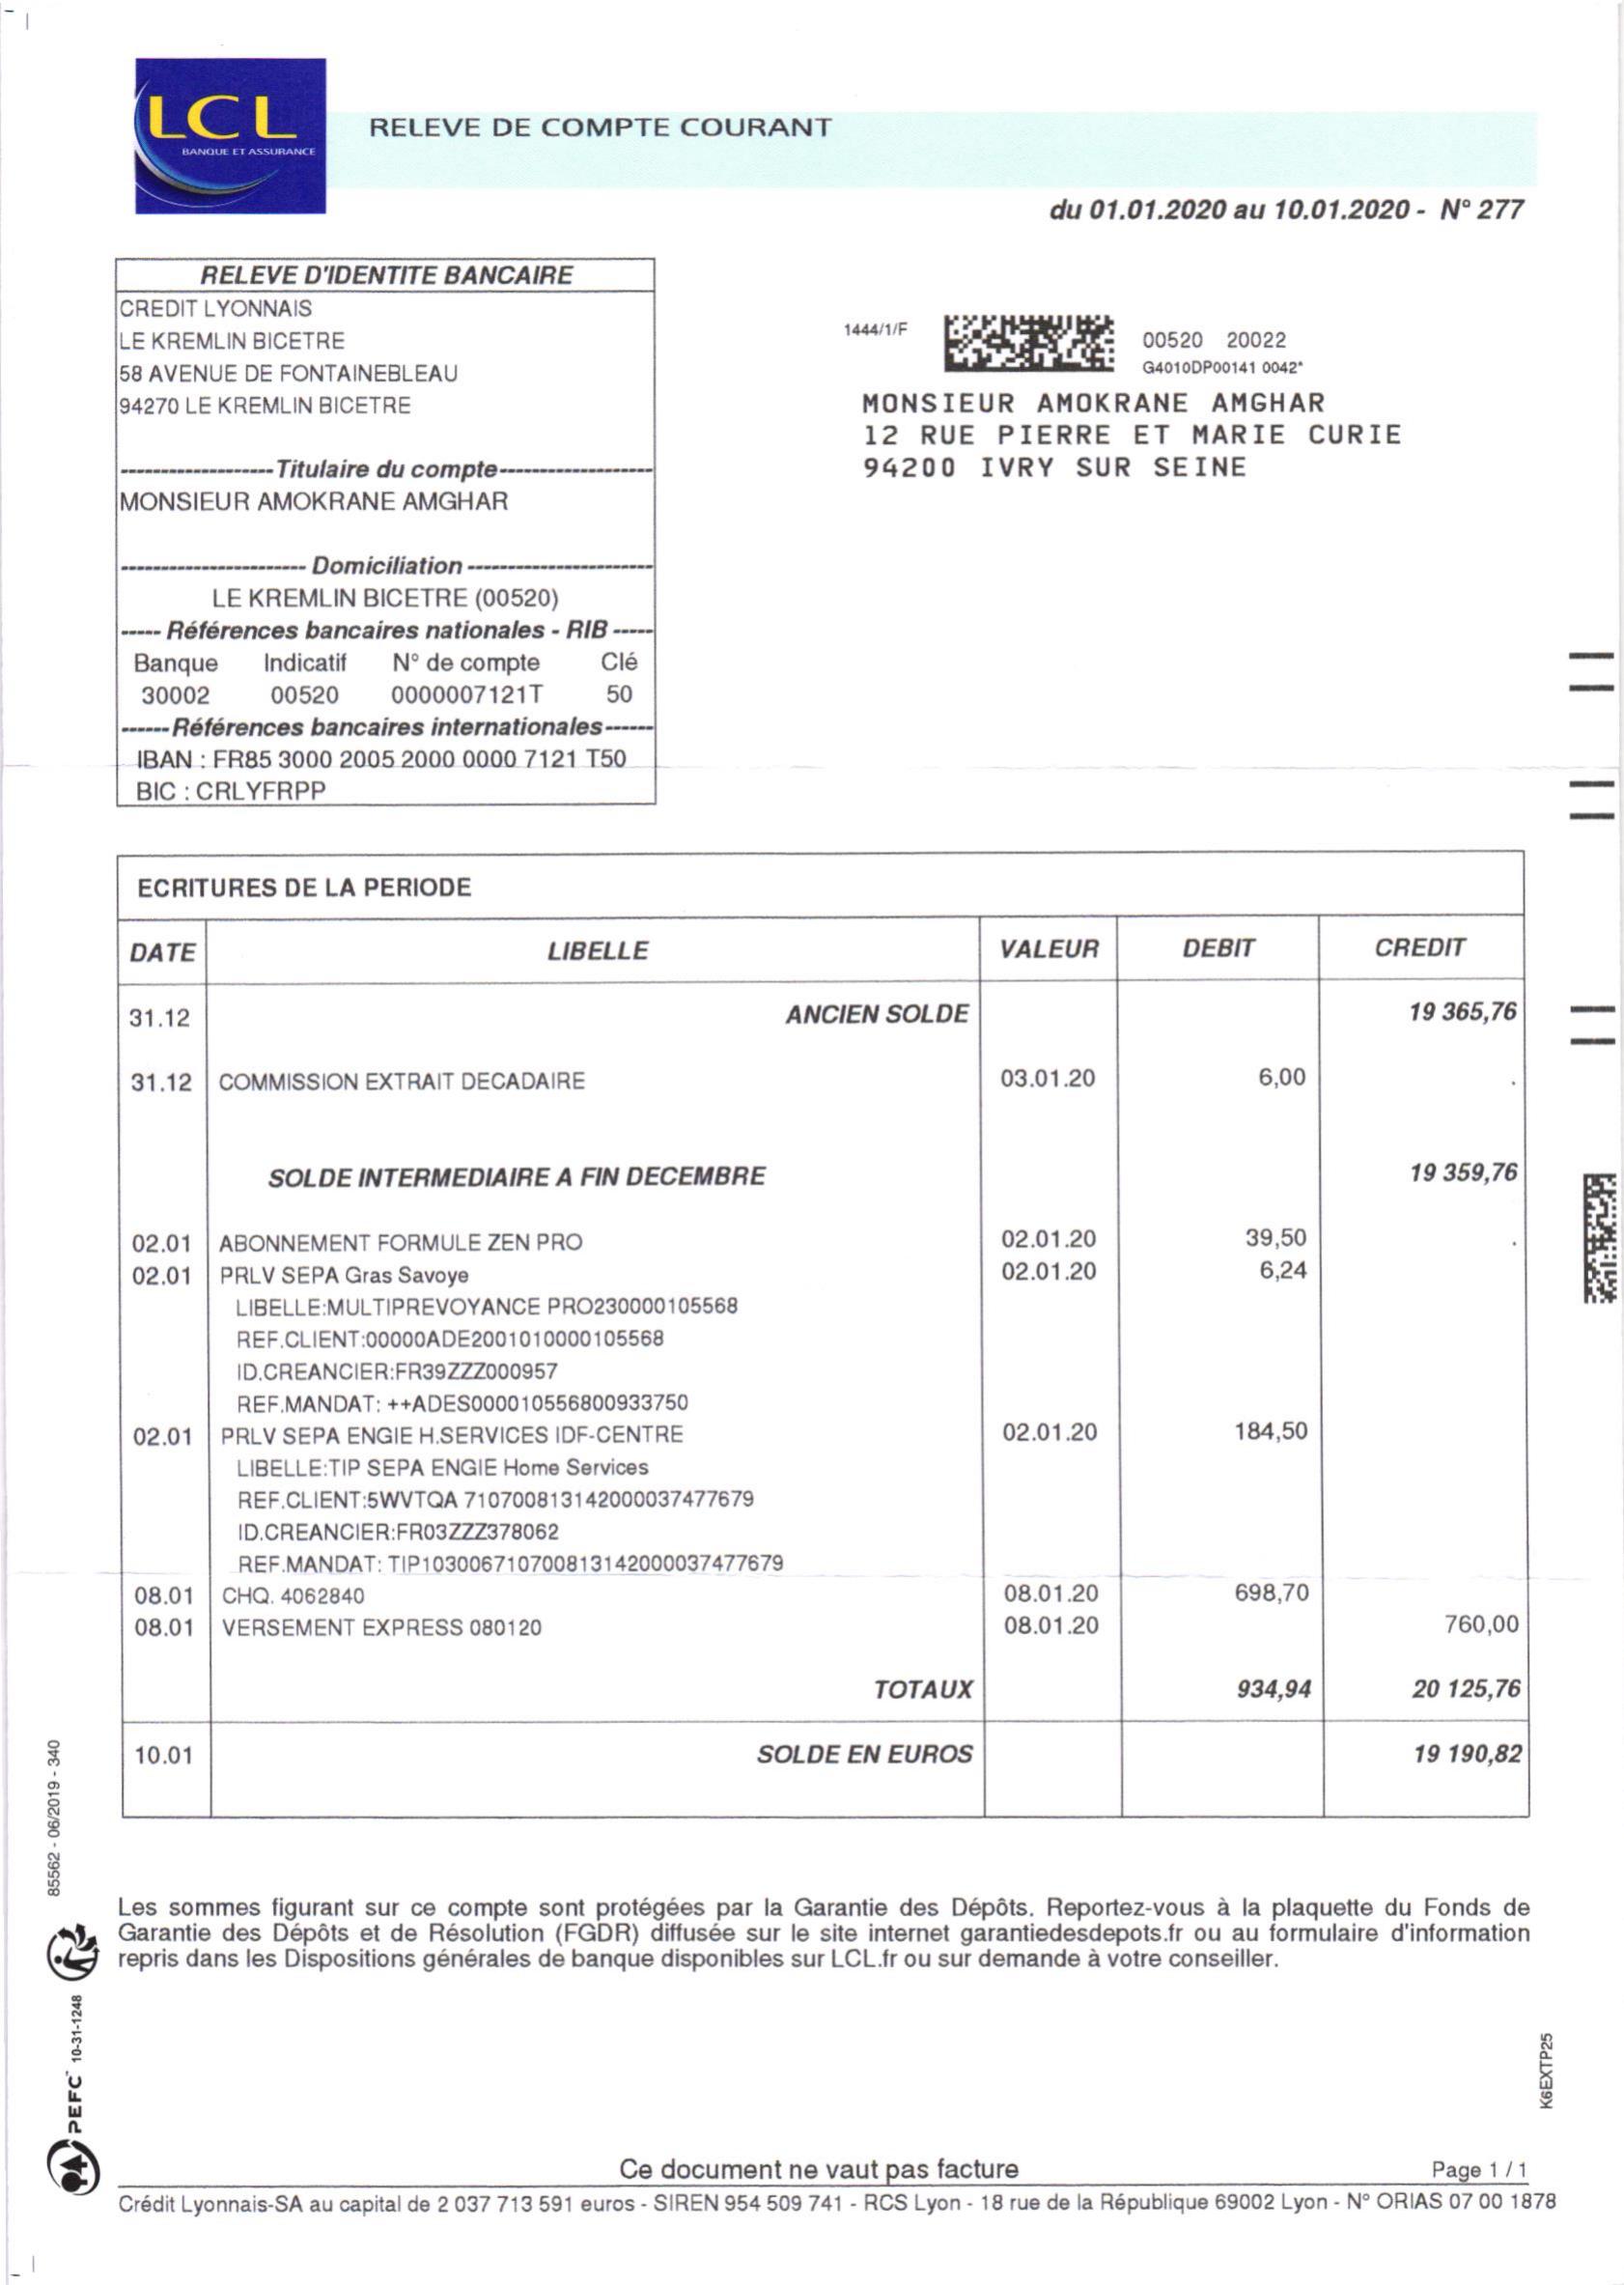 LCL
BANQUE ET ASSURANCE
RELEVE DE COMPTE COURANT
du 01.01.2020 au 10.01.2020 - N° 277
RELEVE D'IDENTITE BANCAIRE
CREDIT LYONNAIS
LE KREMLIN BICETRE
58 AVENUE DE FONTAINEBLEAU
94270 LE KREMLIN BICETRE
Titulaire du compte
MONSIEUR AMOKRANE AMGHAR
Domiciliation
LE KREMLIN BICETRE (00520)
Références bancaires nationales - RIB
Banque Indicatif N° de compte Clé
30002 00520 0000007121T 50
Références bancaires internationales
IBAN : FR85 3000 2005 2000 0000 7121 T50
BIC : CRLYFRPP
1444/1/F
00520 20022
G4010DP00141 0042*
MONSIEUR AMOKRANE AMGHAR
12 RUE PIERRE ET MARIE CURIE
94200 IVRY SUR SEINE
ECRITURES DE LA PERIODE
DATE LIBELLE VALEUR DEBIT CREDIT
31.12 ANCIEN SOLDE 19 365,76
31.12 COMMISSION EXTRAIT DECADAIRE 03.01.20 6,00 .
SOLDE INTERMEDIAIRE A FIN DECEMBRE 19 359,76
02.01 ABONNEMENT FORMULE ZEN PRO 02.01.20 39,50 .
02.01 PRLV SEPA Gras Savoye 02.01.20 6,24
LIBELLE:MULTIPREVOYANCE PRO230000105568
REF.CLIENT:00000ADE2001010000105568
ID.CREANCIER:FR39ZZZ000957
REF.MANDAT: ++ADES000010556800933750
02.01 PRLV SEPA ENGIE H.SERVICES IDF-CENTRE 02.01.20 184,50
LIBELLE:TIP SEPA ENGIE Home Services
REF.CLIENT:5WVTQA 710700813142000037477679
ID.CREANCIER:FR03ZZZ378062
REF.MANDAT: TIP103006710700813142000037477679
08.01 CHQ. 4062840 08.01.20 698,70
08.01 VERSEMENT EXPRESS 080120 08.01.20 760,00
TOTAUX 934,94 20 125,76
10.01 SOLDE EN EUROS 19 190,82
Les sommes figurant sur ce compte sont protégées par la Garantie des Dépôts. Reportez-vous à la plaquette du Fonds de
Garantie des Dépôts et de Résolution (FGDR) diffusée sur le site internet garantiedesdepots.fr ou au formulaire d'information
repris dans les Dispositions générales de banque disponibles sur LCL.fr ou sur demande à votre conseiller.
85562 - 06/2019 - 340
PEFC™ 10-31-1248
K6EXTP25
Ce document ne vaut pas facture
Page 1 / 1
Crédit Lyonnais-SA au capital de 2 037 713 591 euros - SIREN 954 509 741 - RCS Lyon - 18 rue de la République 69002 Lyon - N° ORIAS 07 00 1878